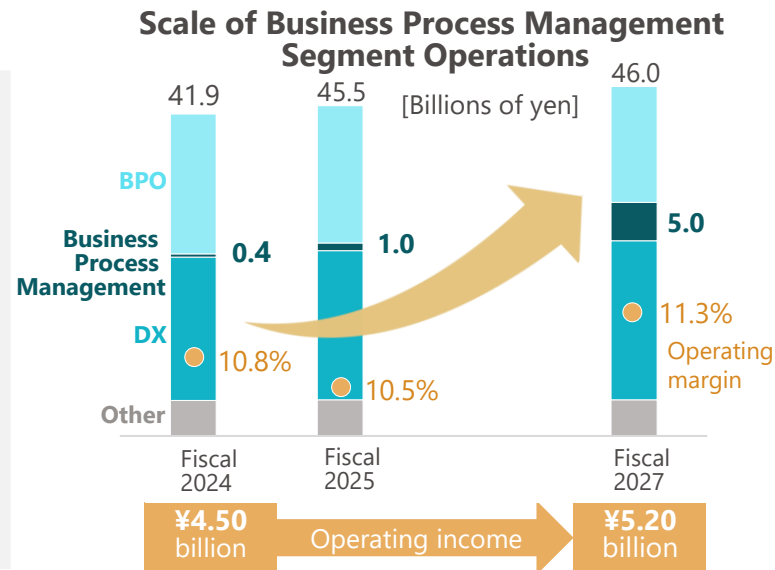 Scale of Business Process Management
Segment Operations
[Billions of yen]
41.9
45.5
46.0
BPO
Business
Process
Management
DX
Other
0.4
1.0
5.0
10.8%
10.5%
11.3%
Operating
margin
Fiscal
2024
Fiscal
2025
Fiscal
2027
¥4.50
billion
Operating income
¥5.20
billion